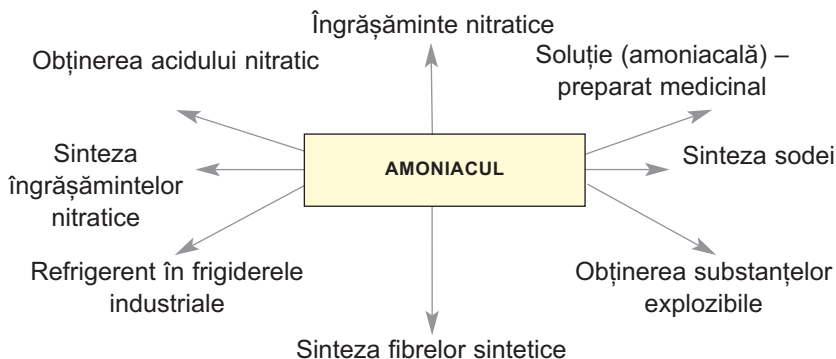 Îngrășăminte nitratice
Obținerea acidului nitratic
Soluție (amoniacală) –
preparat medicinal
Sinteza
îngrășămintelor
nitratice
AMONIACUL
Sinteza sodei
Refrigerent în frigiderele
industriale
Obținerea substanțelor
explozibile
Sinteza fibrelor sintetice